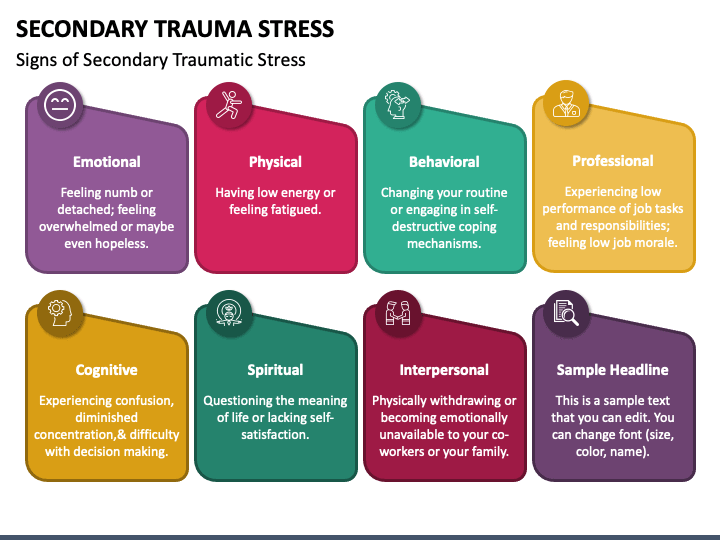 SECONDARY TRAUMA STRESS
Signs of Secondary Traumatic Stress
Emotional
Feeling numb or
detached; feeling
overwhelmed or maybe
even hopeless.
Physical
Having low energy or
feeling fatigued.
Behavioral
Changing your routine
or engaging in self-
destructive coping
mechanisms.
Professional
Experiencing low
performance of job tasks
and responsibilities;
feeling low job morale.
Cognitive
Experiencing confusion,
diminished
concentration,& difficulty
with decision making.
Spiritual
Questioning the meaning
of life or lacking self-
satisfaction.
Interpersonal
Physically withdrawing or
becoming emotionally
unavailable to your co-
workers or your family.
Sample Headline
This is a sample text
that you can edit. You
can change font (size,
color, name).